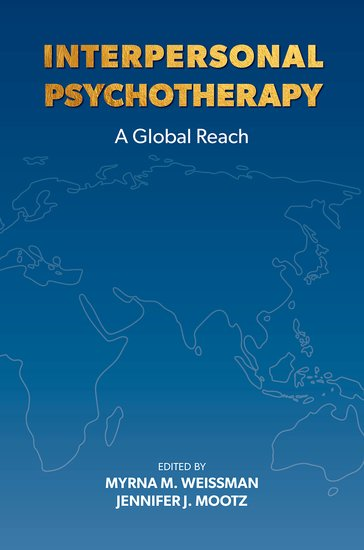 INTERPERSONAL
PSYCHOTHERAPY
A Global Reach
EDITED BY
MYRNA M. WEISSMAN
JENNIFER J. MOOTZ